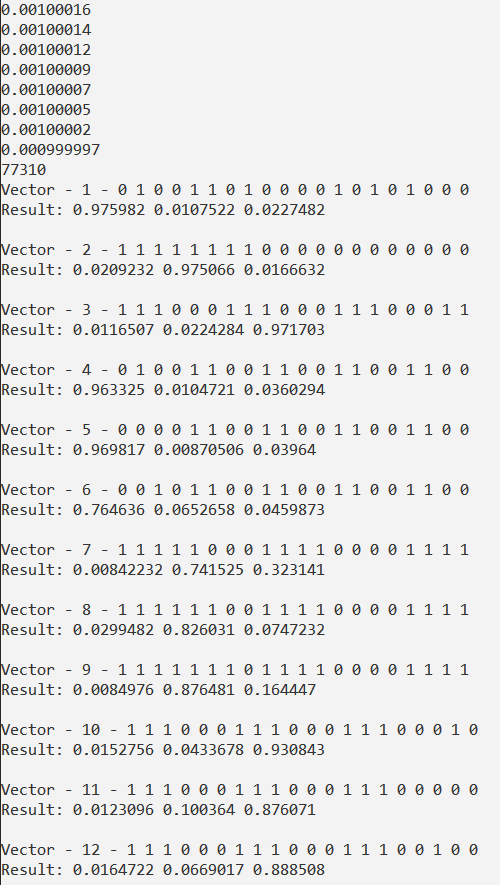 0.00100016
0.00100014
0.00100012
0.00100009
0.00100007
0.00100005
0.00100002
0.000999997
77310
Vector - 1 - 0 1 0 0 1 1 0 1 0 0 0 0 1 0 1 0 1 0 0 0
Result: 0.975982 0.0107522 0.0227482
Vector - 2 - 1 1 1 1 1 1 1 1 0 0 0 0 0 0 0 0 0 0 0 0
Result: 0.0209232 0.975066 0.0166632
Vector - 3 - 1 1 1 0 0 0 1 1 1 0 0 0 1 1 1 0 0 0 1 1
Result: 0.0116507 0.0224284 0.971703
Vector - 4 - 0 1 0 0 1 1 0 0 1 1 0 0 1 1 0 0 1 1 0 0
Result: 0.963325 0.0104721 0.0360294
Vector - 5 - 0 0 0 0 1 1 0 0 1 1 0 0 1 1 0 0 1 1 0 0
Result: 0.969817 0.00870506 0.03964
Vector - 6 - 0 0 1 0 1 1 0 0 1 1 0 0 1 1 0 0 1 1 0 0
Result: 0.764636 0.0652658 0.0459873
Vector - 7 - 1 1 1 1 1 0 0 0 1 1 1 1 0 0 0 0 1 1 1 1
Result: 0.00842232 0.741525 0.323141
Vector - 8 - 1 1 1 1 1 1 0 0 1 1 1 1 0 0 0 0 1 1 1 1
Result: 0.0299482 0.826031 0.0747232
Vector - 9 - 1 1 1 1 1 1 1 0 1 1 1 1 0 0 0 0 1 1 1 1
Result: 0.0084976 0.876481 0.164447
Vector - 10 - 1 1 1 0 0 0 1 1 1 0 0 0 1 1 1 0 0 0 1 0
Result: 0.0152756 0.0433678 0.930843
Vector - 11 - 1 1 1 0 0 0 1 1 1 0 0 0 1 1 1 0 0 0 0 0
Result: 0.0123096 0.100364 0.876071
Vector - 12 - 1 1 1 0 0 0 1 1 1 0 0 0 1 1 1 0 0 1 0 0
Result: 0.0164722 0.0669017 0.888508